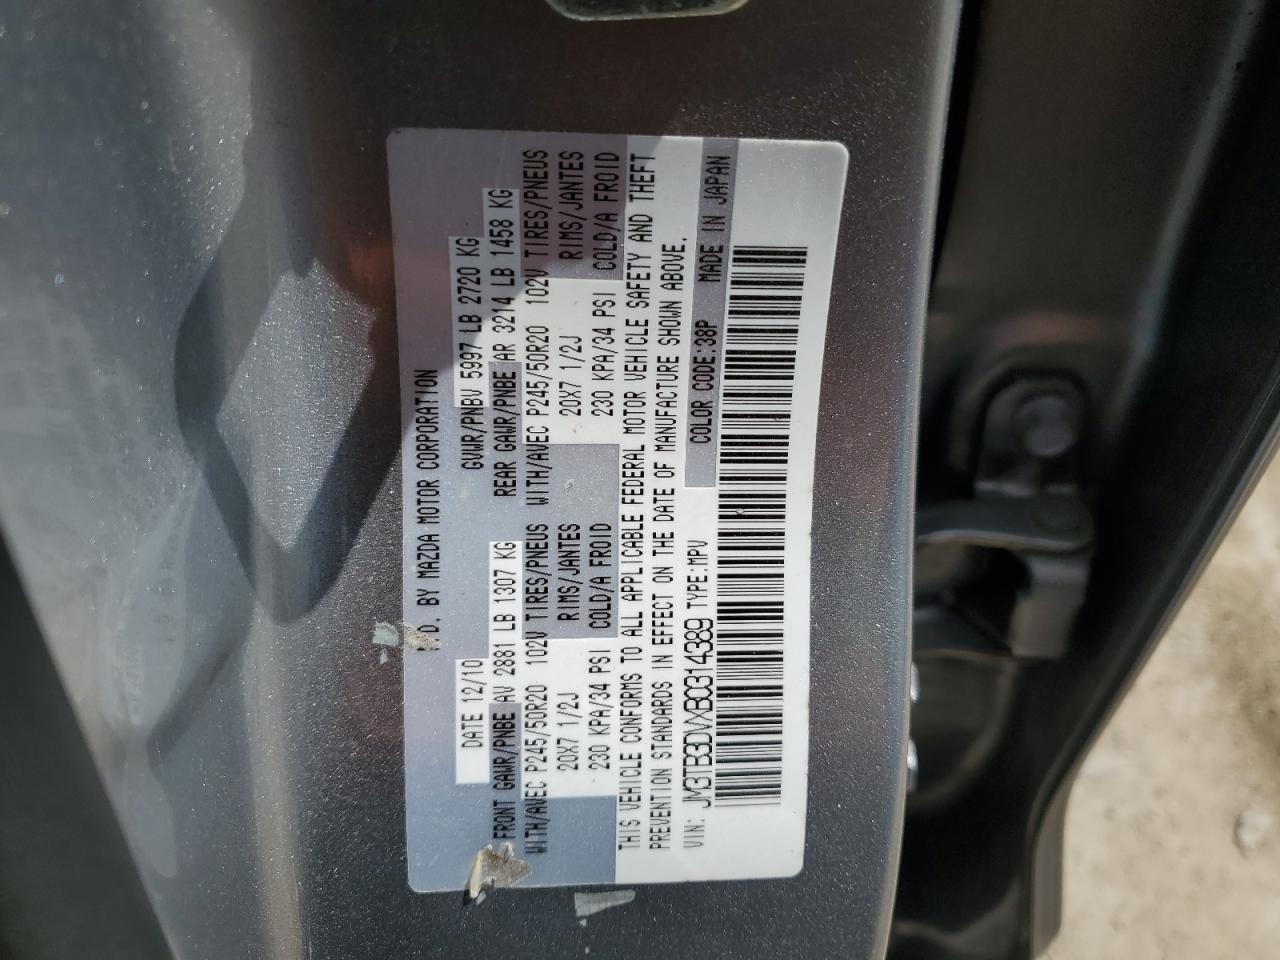 M.D. BY MAZDA MOTOR CORPORATION
DATE 12/10 GVWR/PNBV 5997 LB 2720 KG
FRONT GAWR/PNBE AV 2881 LB 1307 KG REAR GAWR/PNBE AR 3214 LB 1458 KG
WITH/AVEC P245/50R20 102V TIRES/PNEUS WITH/AVEC P245/50R20 102V TIRES/PNEUS
20X7 1/2J RIMS/JANTES 20X7 1/2J RIMS/JANTES
230 KPA/34 PSI COLD/A FROID 230 KPA/34 PSI COLD/A FROID
THIS VEHICLE CONFORMS TO ALL APPLICABLE FEDERAL MOTOR VEHICLE SAFETY AND THEFT
PREVENTION STANDARDS IN EFFECT ON THE DATE OF MANUFACTURE SHOWN ABOVE.
VIN: JM3TB3DVXB0314389 TYPE:MPV COLOR CODE:38P MADE IN JAPAN